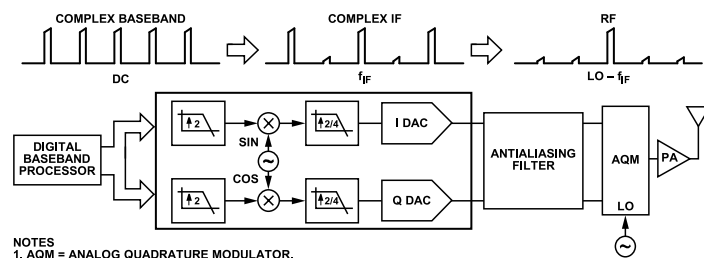 COMPLEX BASEBAND
COMPLEX IF
RF
DC
fIF
LO – fIF
DIGITAL
BASEBAND
PROCESSOR
2
SIN
COS
2/4
I DAC
2
2/4
Q DAC
ANTIALIASING
FILTER
AQM
LO
PA
NOTES
1. AQM = ANALOG QUADRATURE MODULATOR.